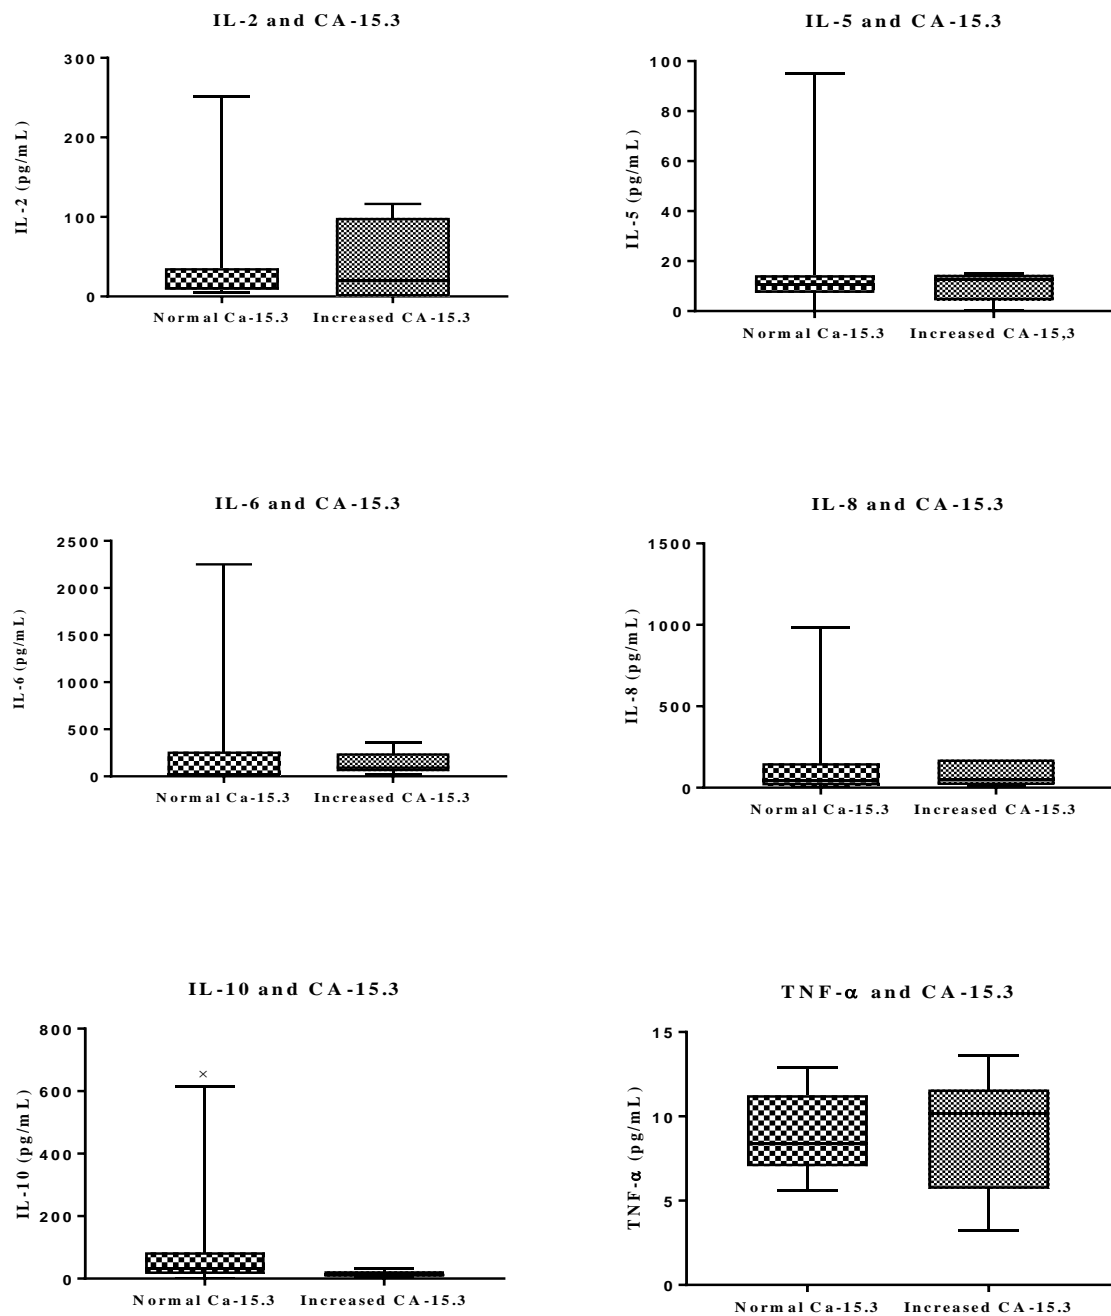 IL-2 and CA-15.3
300
200
100
0
IL-2 (pg/mL)
Normal Ca-15.3 Increased CA-15.3
IL-5 and CA-15.3
100
80
60
40
20
0
IL-5 (pg/mL)
Normal Ca-15.3 Increased CA-15,3
IL-6 and CA-15.3
2500
2000
1500
1000
500
0
IL-6 (pg/mL)
Normal Ca-15.3 Increased CA-15.3
IL-8 and CA-15.3
1500
1000
500
0
IL-8 (pg/mL)
Normal Ca-15.3 Increased CA-15.3
IL-10 and CA-15.3
800
600
400
200
0
IL-10 (pg/mL)
×
Normal Ca-15.3 Increased CA-15.3
TNF-α and CA-15.3
15
10
5
0
TNF-α (pg/mL)
Normal Ca-15.3 Increased CA-15.3